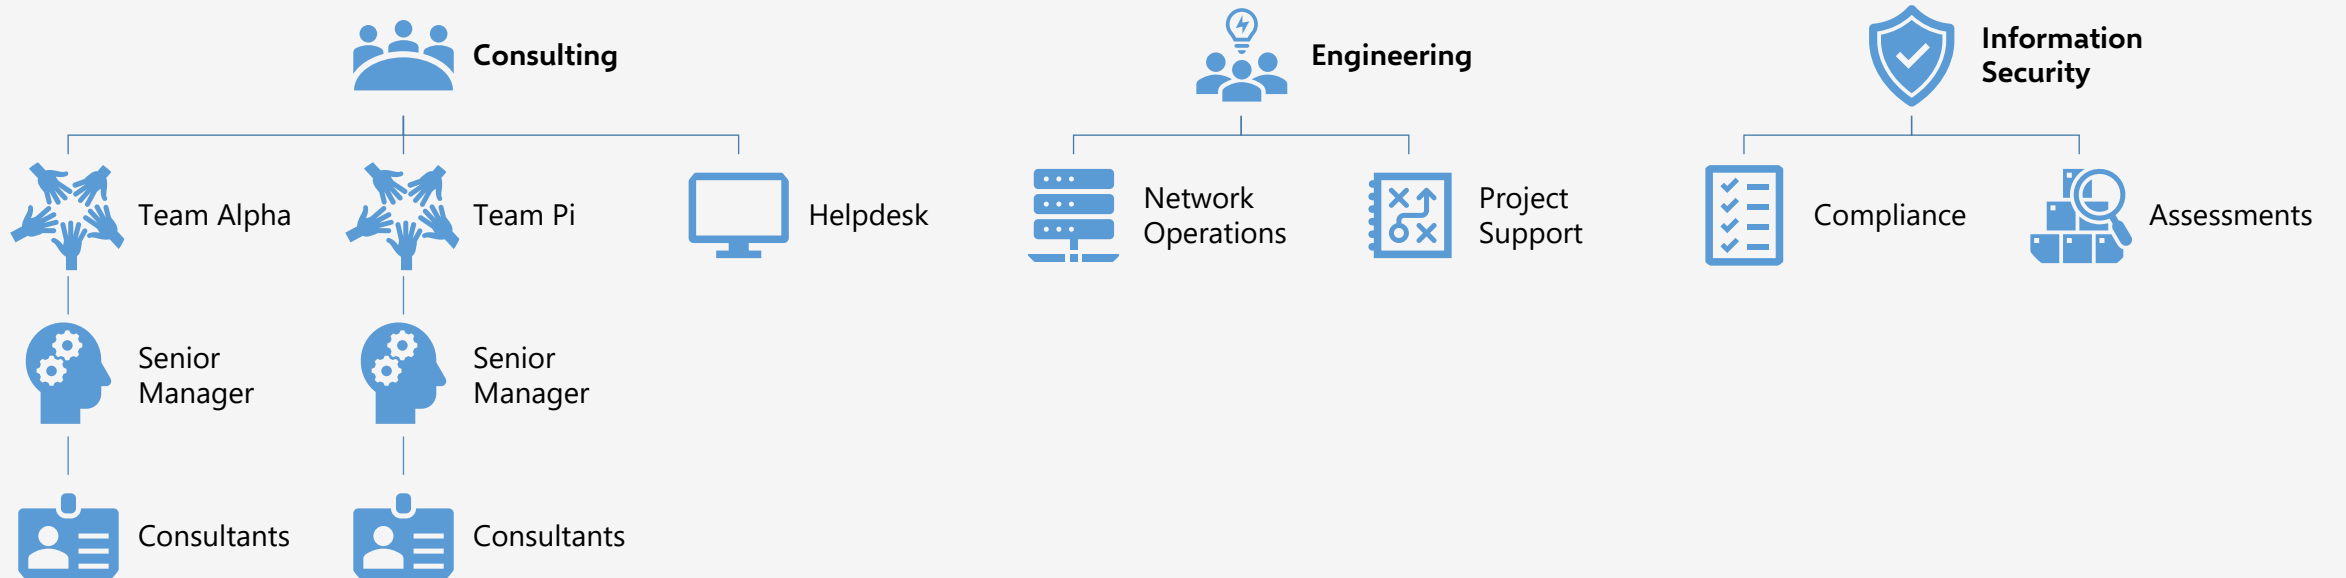 Consulting
Engineering
Information
Security
Team Alpha
Team Pi
Helpdesk
Network
Operations
Project
Support
Compliance
Assessments
Senior
Manager
Senior
Manager
Consultants
Consultants